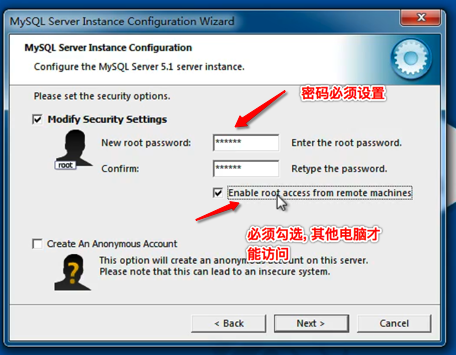 MySQL Server Instance Configuration Wizard
MySQL Server Instance Configuration
Configure the MySQL Server 5.1 server instance.
Please set the security options.
密码必须设置
Modify Security Settings
New root password:
******
Enter the root password.
root
Confirm:
******
Retype the password.
Enable root access from remote machines
必须勾选, 其他电脑才
能访问
Create An Anonymous Account
This option will create an anonymous account on this server.
Please note that this can lead to an insecure system.
< Back
Next >
Cancel